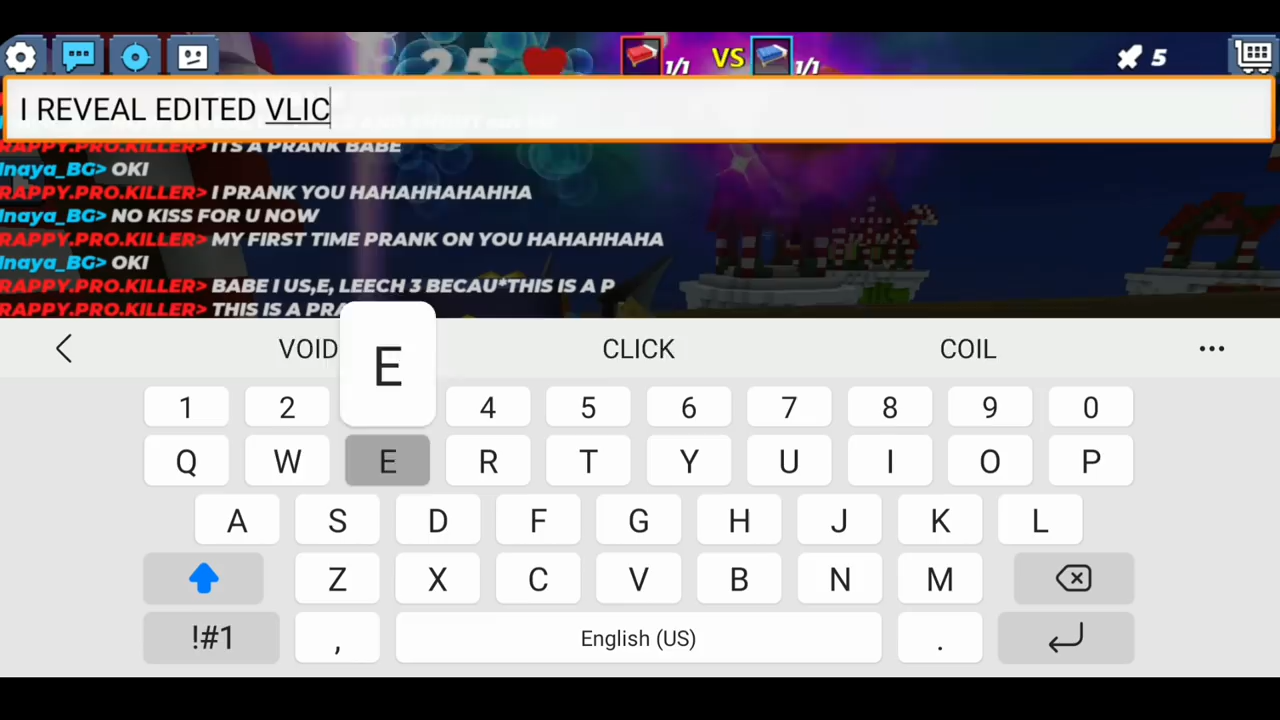 25 1/1 VS 1/1 5
I REVEAL EDITED VLIC
RAPPY.PRO.KILLER> ITS A PRANK BABE
Inaya_BG> OKI
RAPPY.PRO.KILLER> I PRANK YOU HAHAHHAHAHHA
Inaya_BG> NO KISS FOR U NOW
RAPPY.PRO.KILLER> MY FIRST TIME PRANK ON YOU HAHAHHAHA
Inaya_BG> OKI
RAPPY.PRO.KILLER> BABE I US,E, LEECH 3 BECAU*THIS IS A P
RAPPY.PRO.KILLER> THIS IS A PRA
VOID CLICK COIL ...
E
1 2 4 5 6 7 8 9 0
Q W E R T Y U I O P
A S D F G H J K L
Z X C V B N M
!#1 , English (US) .